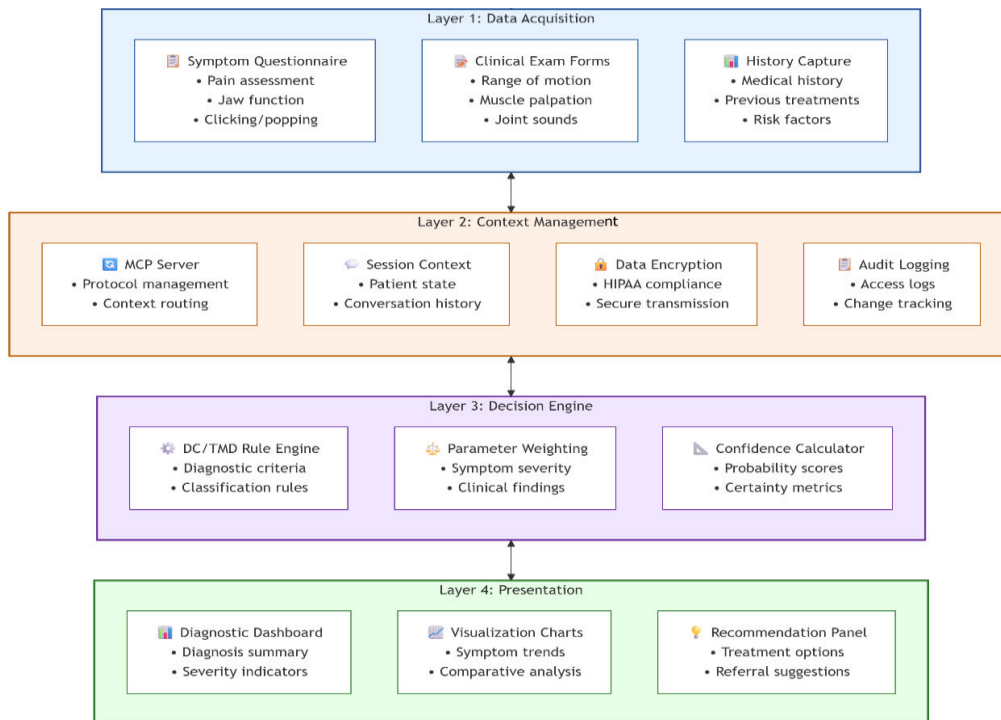 Layer 1: Data Acquisition
Symptom Questionnaire
• Pain assessment
• Jaw function
• Clicking/popping
Clinical Exam Forms
• Range of motion
• Muscle palpation
• Joint sounds
History Capture
• Medical history
• Previous treatments
• Risk factors
Layer 2: Context Management
MCP Server
• Protocol management
• Context routing
Session Context
• Patient state
• Conversation history
Data Encryption
• HIPAA compliance
• Secure transmission
Audit Logging
• Access logs
• Change tracking
Layer 3: Decision Engine
DC/TMD Rule Engine
• Diagnostic criteria
• Classification rules
Parameter Weighting
• Symptom severity
• Clinical findings
Confidence Calculator
• Probability scores
• Certainty metrics
Layer 4: Presentation
Diagnostic Dashboard
• Diagnosis summary
• Severity indicators
Visualization Charts
• Symptom trends
• Comparative analysis
Recommendation Panel
• Treatment options
• Referral suggestions